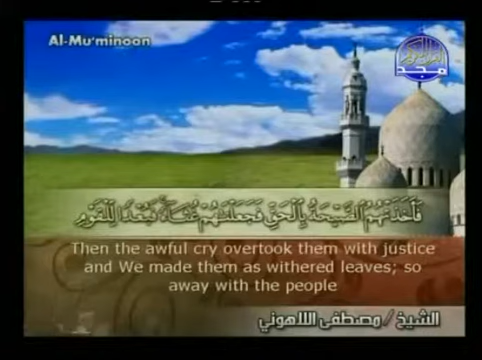 Al-Mu'minoon
مجد
فَأَخَذَتْهُمُ الصَّيْحَةُ بِالْحَقِّ فَجَعَلْنَاهُمْ غُثَاءً فَبُعْدًا لِلْقَوْمِ
Then the awful cry overtook them with justice
and We made them as withered leaves; so
away with the people
الشيخ / مصطفى اللاهوني